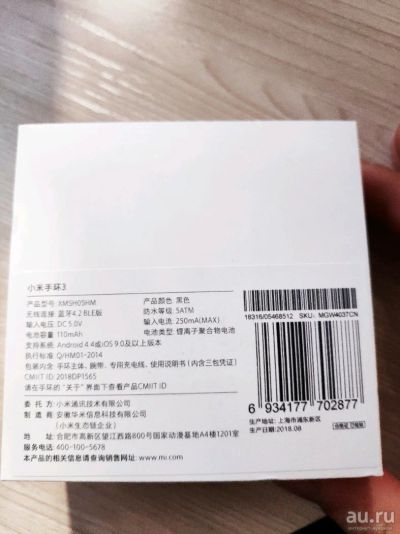 小米手环3
产品型号: XMSH05HM 产品颜色: 黑色
无线连接: 蓝牙4.2 BLE版 防水等级: 5ATM
输入电压: DC 5.0V 输入电流: 250mA(MAX)
电池容量: 110mAh 电池类型: 锂离子聚合物电池
支持系统: Android 4.4或iOS 9.0及以上版本
执行标准: Q/HM01-2014
包装内含: 手环主体、腕带、专用充电线、使用说明书 (内含三包凭证)
CMIIT ID: 2018DP1565
请在手环的“关于”界面下查看产品CMIIT ID
委 托 方: 小米通讯技术有限公司
制 造 商: 安徽华米信息科技有限公司
(小米生态链企业)
地 址: 合肥市高新区望江西路800号国家动漫基地A4楼1201室
服务电话: 400-100-5678
本产品的相关信息请查询销售网址: www.mi.com
18316/05468512 SKU: MGW4037CN
6 934177 702877
生产地址: 上海市浦东新区
生产日期: 2018.08
au.ru